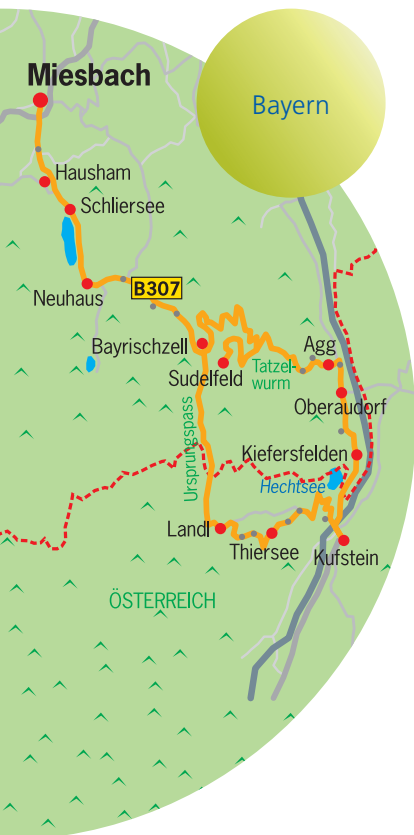 Miesbach
Bayern
Hausham
Schliersee
Neuhaus
B307
Bayrischzell
Agg
Sudelfeld
Tatzel-
wurm
Oberaudorf
Ursprungspass
Kiefersfelden
Hechtsee
Landl
Thiersee
Kufstein
ÖSTERREICH